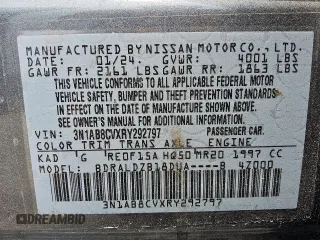 MANUFACTURED BY NISSAN MOTOR CO., LTD.
DATE: 01/24. GVWR: 4001 LBS
GAWR FR: 2161 LBS GAWR RR: 1863 LBS
THIS VEHICLE CONFORMS TO ALL APPLICABLE FEDERAL MOTOR
VEHICLE SAFETY, BUMPER, AND THEFT PREVENTION STANDARDS
IN EFFECT ON THE DATE OF MANUFACTURE SHOWN ABOVE.
SEE OWNER'S MANUAL FOR ADDITIONAL INFORMATION
VIN: 3N1AB8CVXRY292797 PASSENGER CAR.
COLOR TRIM TRANS AXLE ENGINE
KAD G RE0F15A HQ50 MR20 1997 CC
MODEL: BDRALDZB18DUA----B 47000
3N1AB8CVXRY292797
DREAMBID